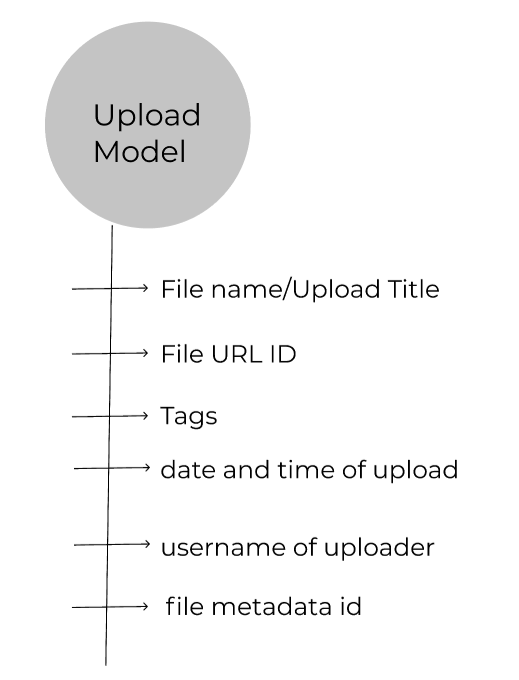 Upload
Model
File name/Upload Title
File URL ID
Tags
date and time of upload
username of uploader
file metadata id